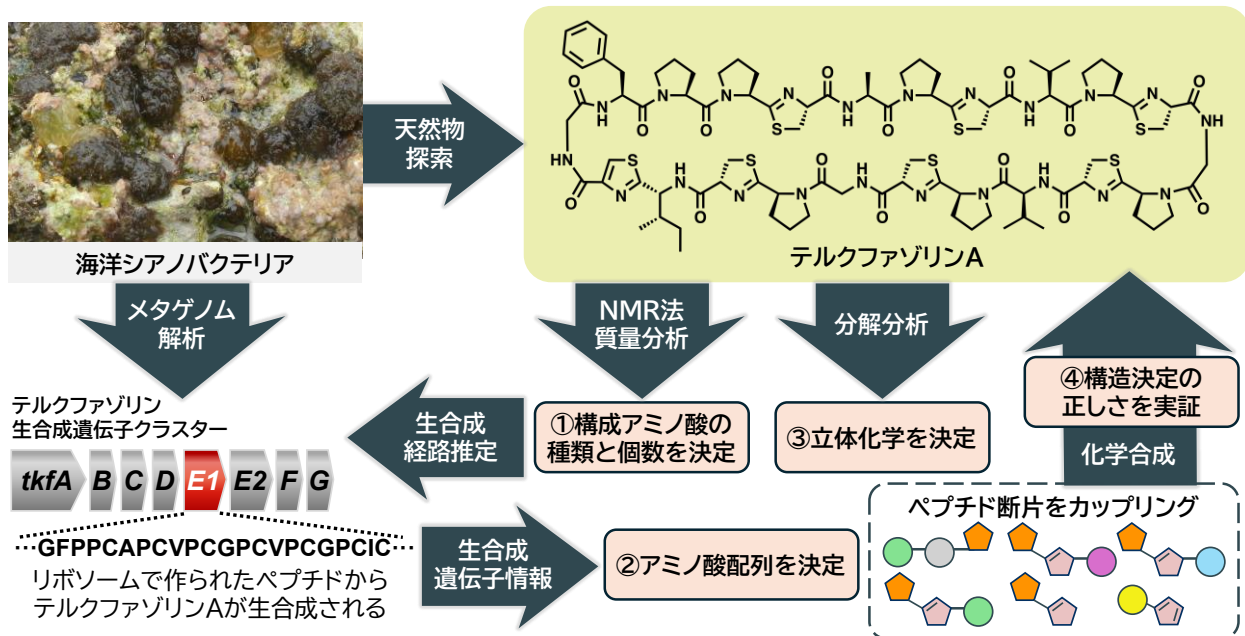 海洋シアノバクテリア
天然物
探索
テルクファゾリンA
メタゲノム
解析
NMR法
質量分析
分解分析
テルクファゾリン
生合成遺伝子クラスター
tkfA B C D E1 E2 F G
…GFPPCAPCVPCGPCVPCGPCIC…
リボソームで作られたペプチドから
テルクファゾリンAが生合成される
生合成
経路推定
①構成アミノ酸の
種類と個数を決定
③立体化学を決定
④構造決定の
正しさを実証
化学合成
生合成
遺伝子情報
②アミノ酸配列を決定
ペプチド断片をカップリング